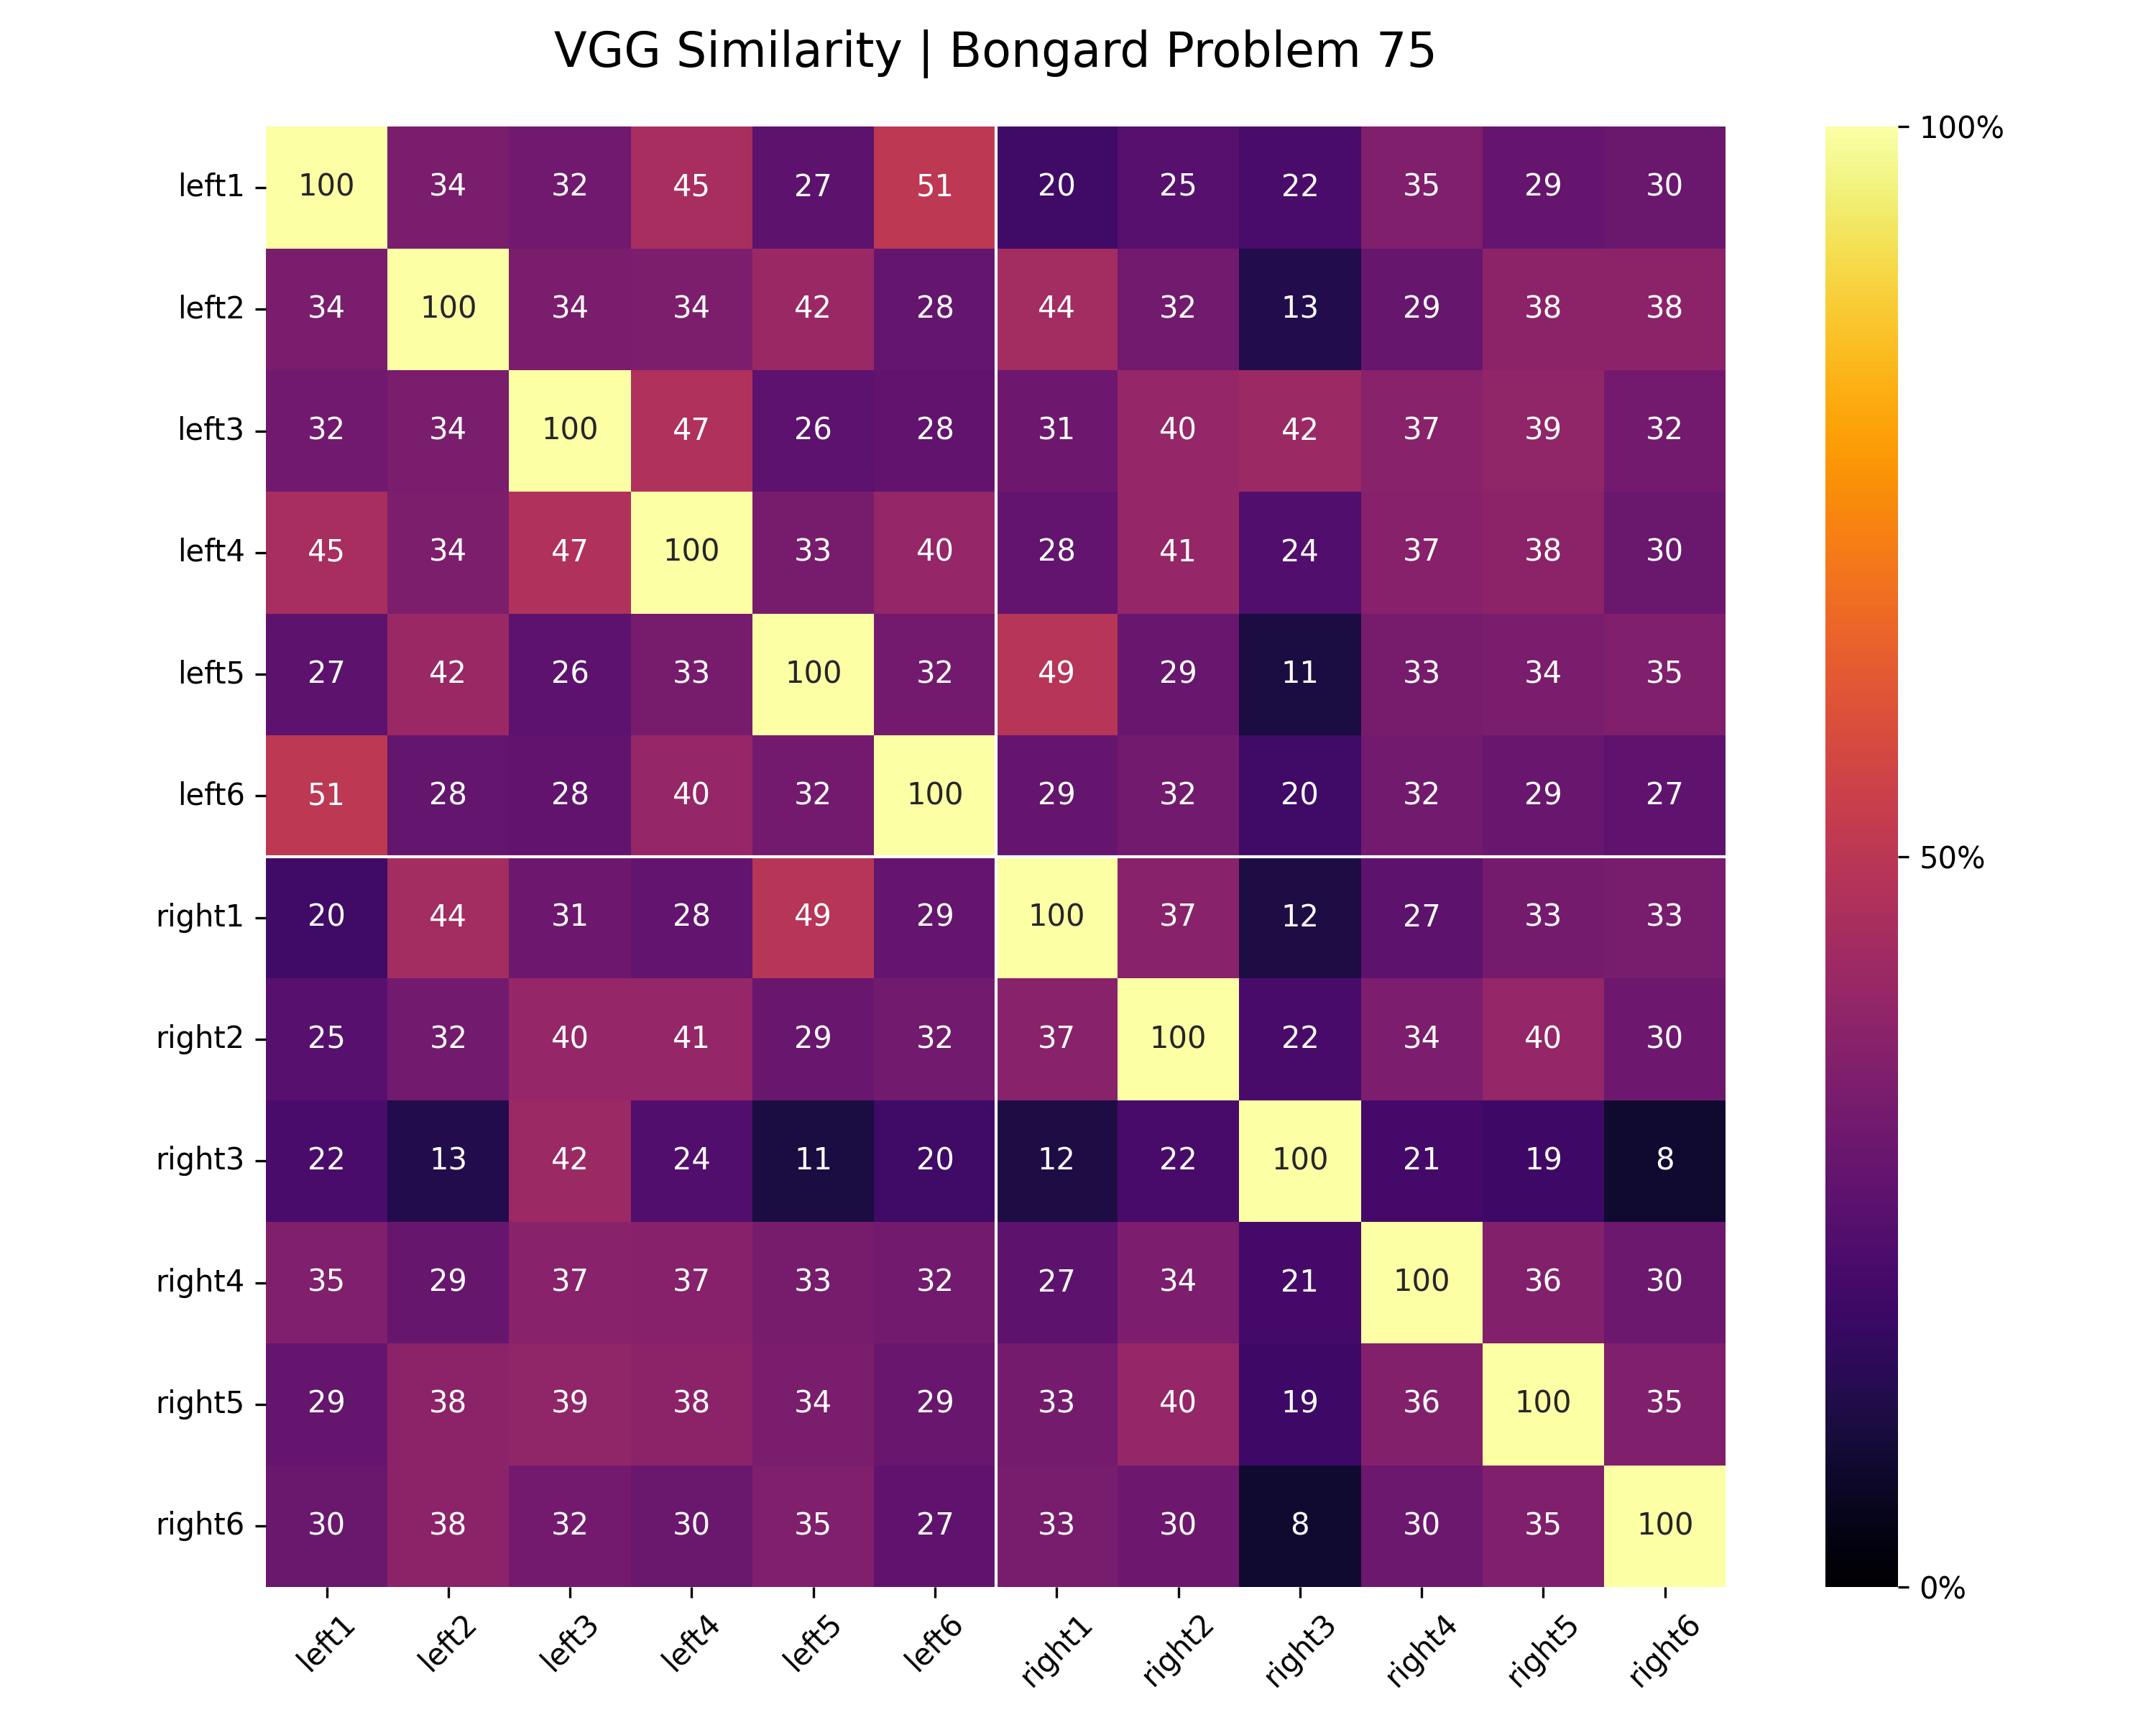 VGG Similarity | Bongard Problem 75
left1 100 34 32 45 27 51 20 25 22 35 29 30
left2 34 100 34 34 42 28 44 32 13 29 38 38
left3 32 34 100 47 26 28 31 40 42 37 39 32
left4 45 34 47 100 33 40 28 41 24 37 38 30
left5 27 42 26 33 100 32 49 29 11 33 34 35
left6 51 28 28 40 32 100 29 32 20 32 29 27
right1 20 44 31 28 49 29 100 37 12 27 33 33
right2 25 32 40 41 29 32 37 100 22 34 40 30
right3 22 13 42 24 11 20 12 22 100 21 19 8
right4 35 29 37 37 33 32 27 34 21 100 36 30
right5 29 38 39 38 34 29 33 40 19 36 100 35
right6 30 38 32 30 35 27 33 30 8 30 35 100
left1 left2 left3 left4 left5 left6 right1 right2 right3 right4 right5 right6
100%
50%
0%